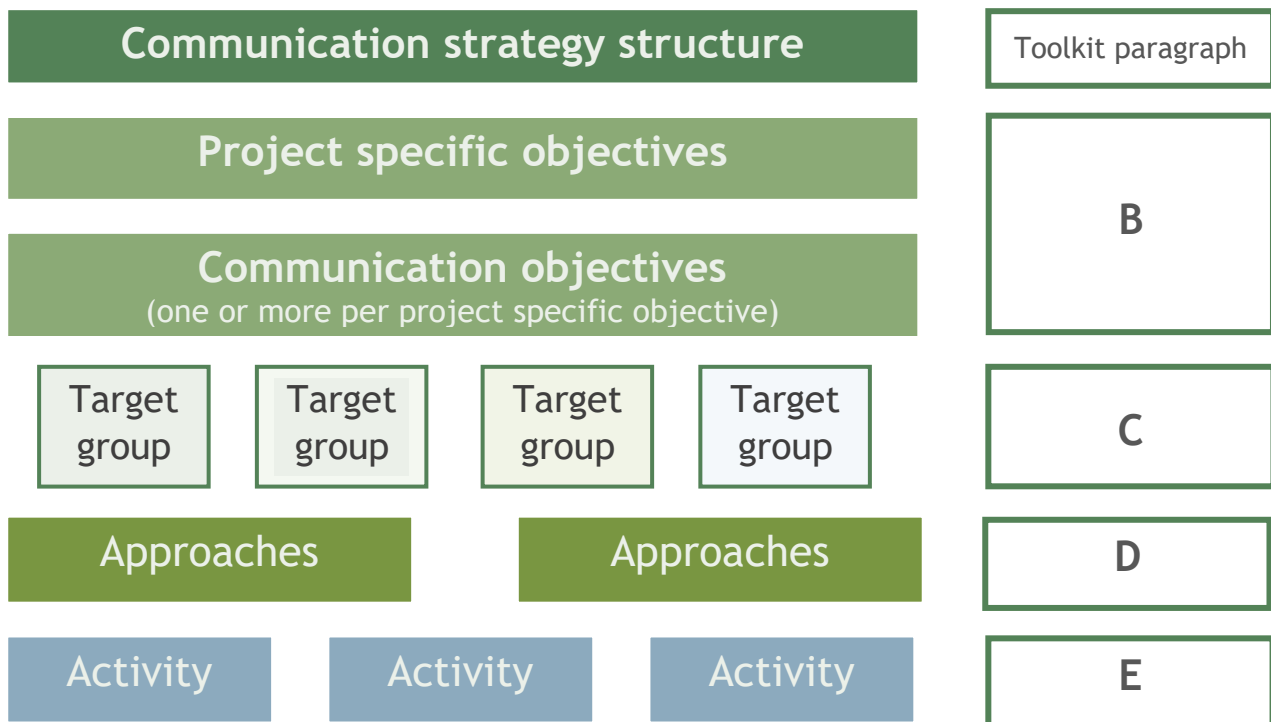 Communication strategy structure
Toolkit paragraph
Project specific objectives
B
Communication objectives
(one or more per project specific objective)
Target
group
Target
group
Target
group
Target
group
C
Approaches
Approaches
D
Activity
Activity
Activity
E